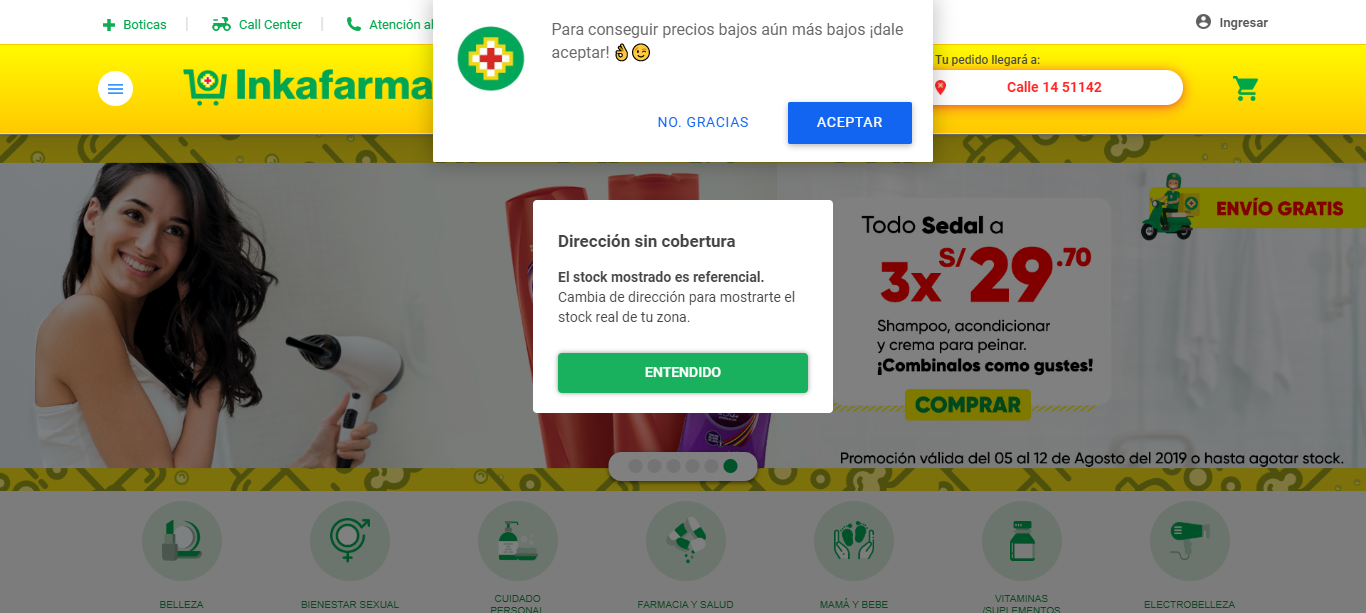 Boticas
Call Center
Atención al
Ingresar
Para conseguir precios bajos aún más bajos ¡dale
aceptar! 👌😉
NO. GRACIAS
ACEPTAR
Inkafarma
Tu pedido llegará a:
Calle 14 51142
Dirección sin cobertura
El stock mostrado es referencial.
Cambia de dirección para mostrarte el
stock real de tu zona.
ENTENDIDO
ENVÍO GRATIS
Todo Sedal a
3x S/ 29.70
Shampoo, acondicionar
y crema para peinar.
¡Combinalos como gustes!
COMPRAR
Promoción válida del 05 al 12 de Agosto del 2019 o hasta agotar stock.
BELLEZA
BIENESTAR SEXUAL
CUIDADO
PERSONAL
FARMACIA Y SALUD
MAMÁ Y BEBE
VITAMINAS
/SUPLEMENTOS
ELECTROBELLEZA